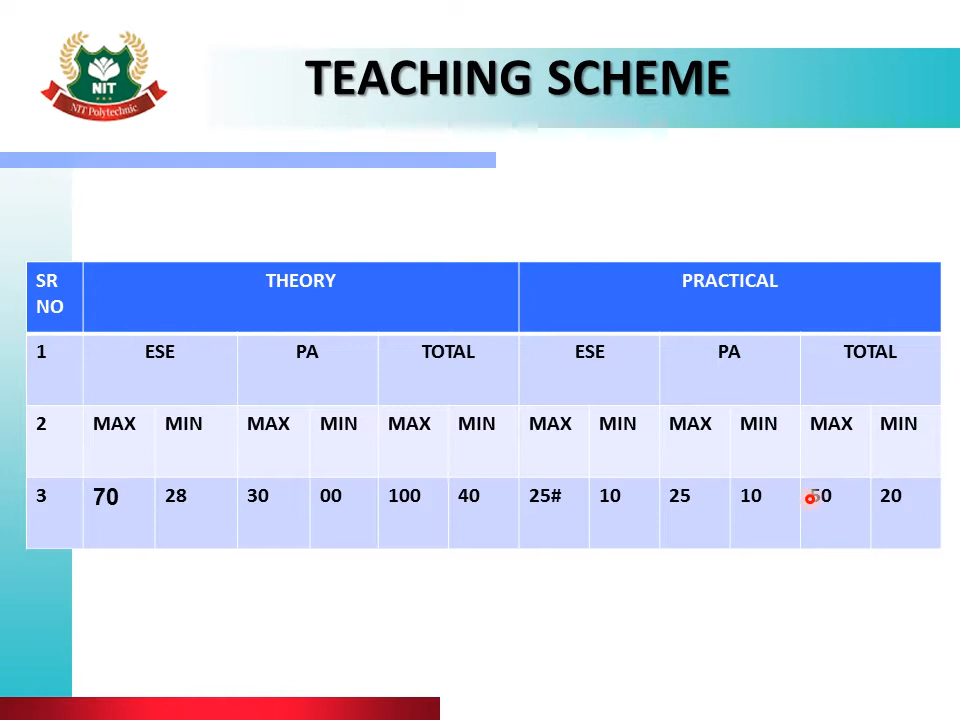 NIT
NIT Polytechnic
TEACHING SCHEME
SR NO THEORY PRACTICAL
1 ESE PA TOTAL ESE PA TOTAL
2 MAX MIN MAX MIN MAX MIN MAX MIN MAX MIN MAX MIN
3 70 28 30 00 100 40 25# 10 25 10 50 20